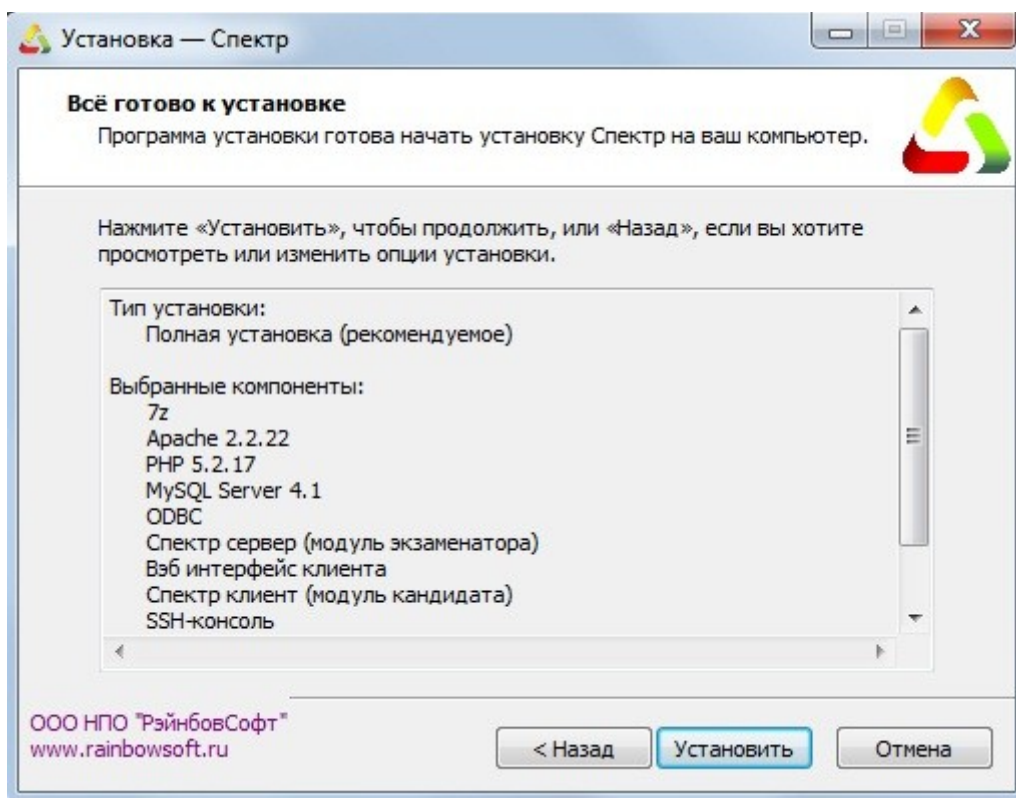 Установка — Спектр
Всё готово к установке
Программа установки готова начать установку Спектр на ваш компьютер.
Нажмите «Установить», чтобы продолжить, или «Назад», если вы хотите
просмотреть или изменить опции установки.
Тип установки:
Полная установка (рекомендуемое)
Выбранные компоненты:
7z
Apache 2.2.22
PHP 5.2.17
MySQL Server 4.1
ODBC
Спектр сервер (модуль экзаменатора)
Вэб интерфейс клиента
Спектр клиент (модуль кандидата)
SSH-консоль
ООО НПО "РэйнбовСофт"
www.rainbowsoft.ru
< Назад
Установить
Отмена